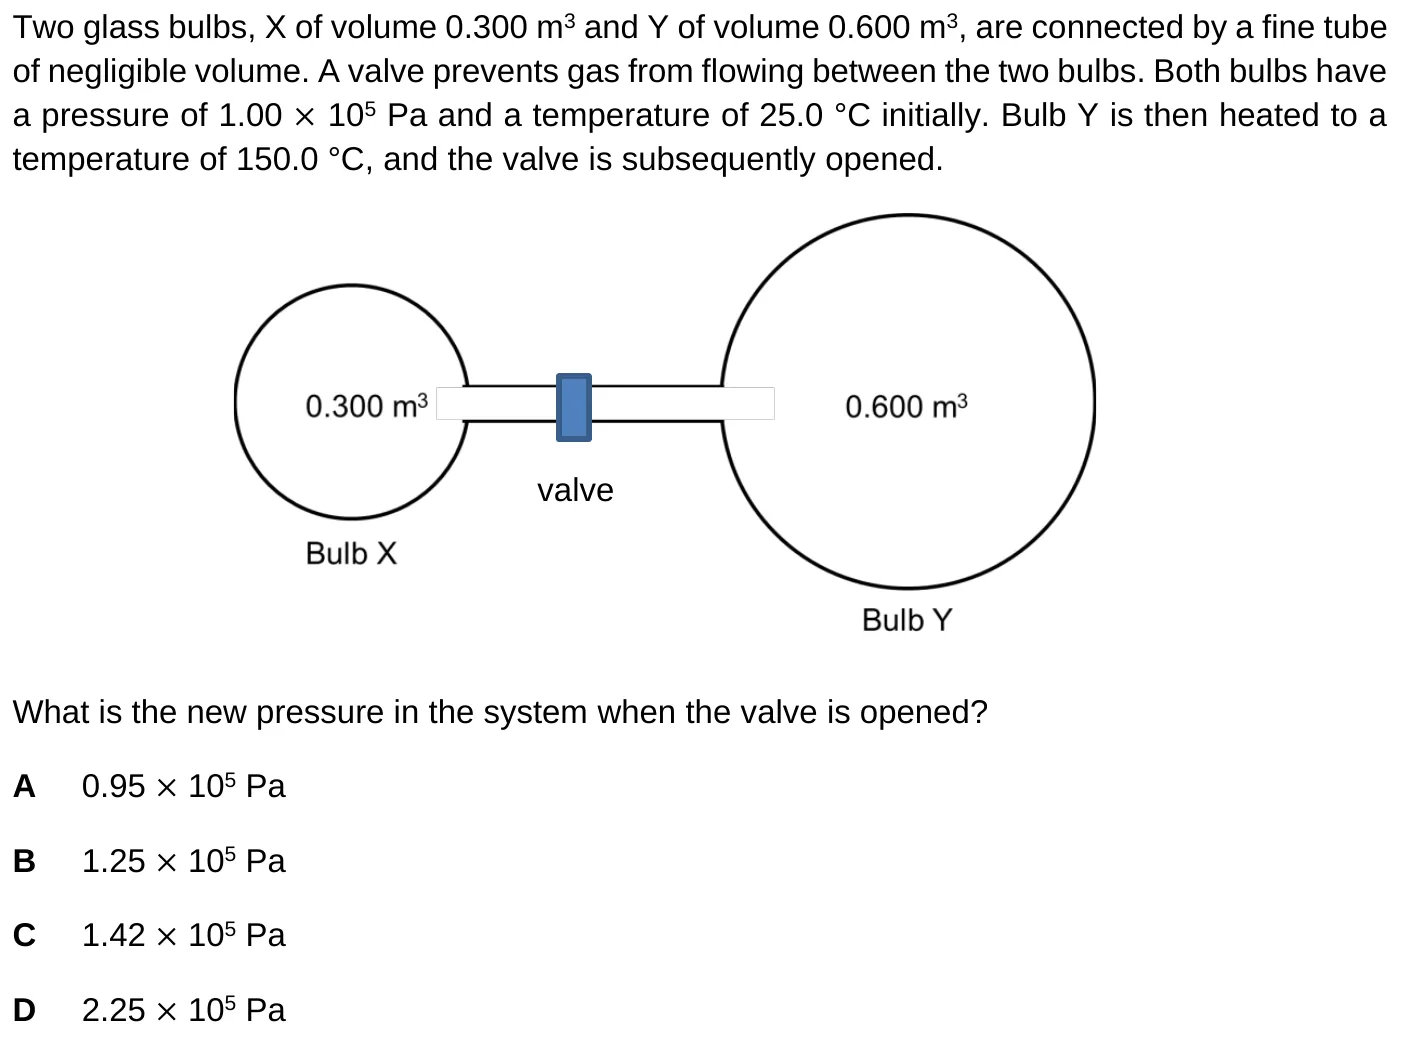 Two glass bulbs, X of volume 0.300 m³ and Y of volume 0.600 m³, are connected by a fine tube
of negligible volume. A valve prevents gas from flowing between the two bulbs. Both bulbs have
a pressure of 1.00 × 10⁵ Pa and a temperature of 25.0 °C initially. Bulb Y is then heated to a
temperature of 150.0 °C, and the valve is subsequently opened.
0.300 m³
0.600 m³
valve
Bulb X
Bulb Y
What is the new pressure in the system when the valve is opened?
A 0.95 × 10⁵ Pa
B 1.25 × 10⁵ Pa
C 1.42 × 10⁵ Pa
D 2.25 × 10⁵ Pa